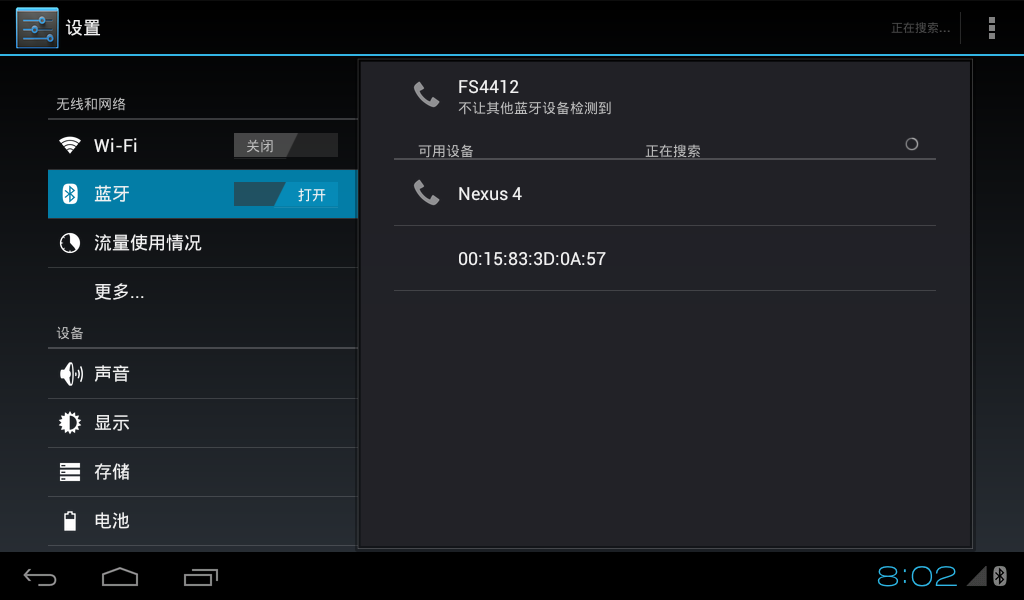 设置
正在搜索...
无线和网络
Wi-Fi
关闭
蓝牙
打开
流量使用情况
更多...
设备
声音
显示
存储
电池
FS4412
不让其他蓝牙设备检测到
可用设备
正在搜索
Nexus 4
00:15:83:3D:0A:57
8:02